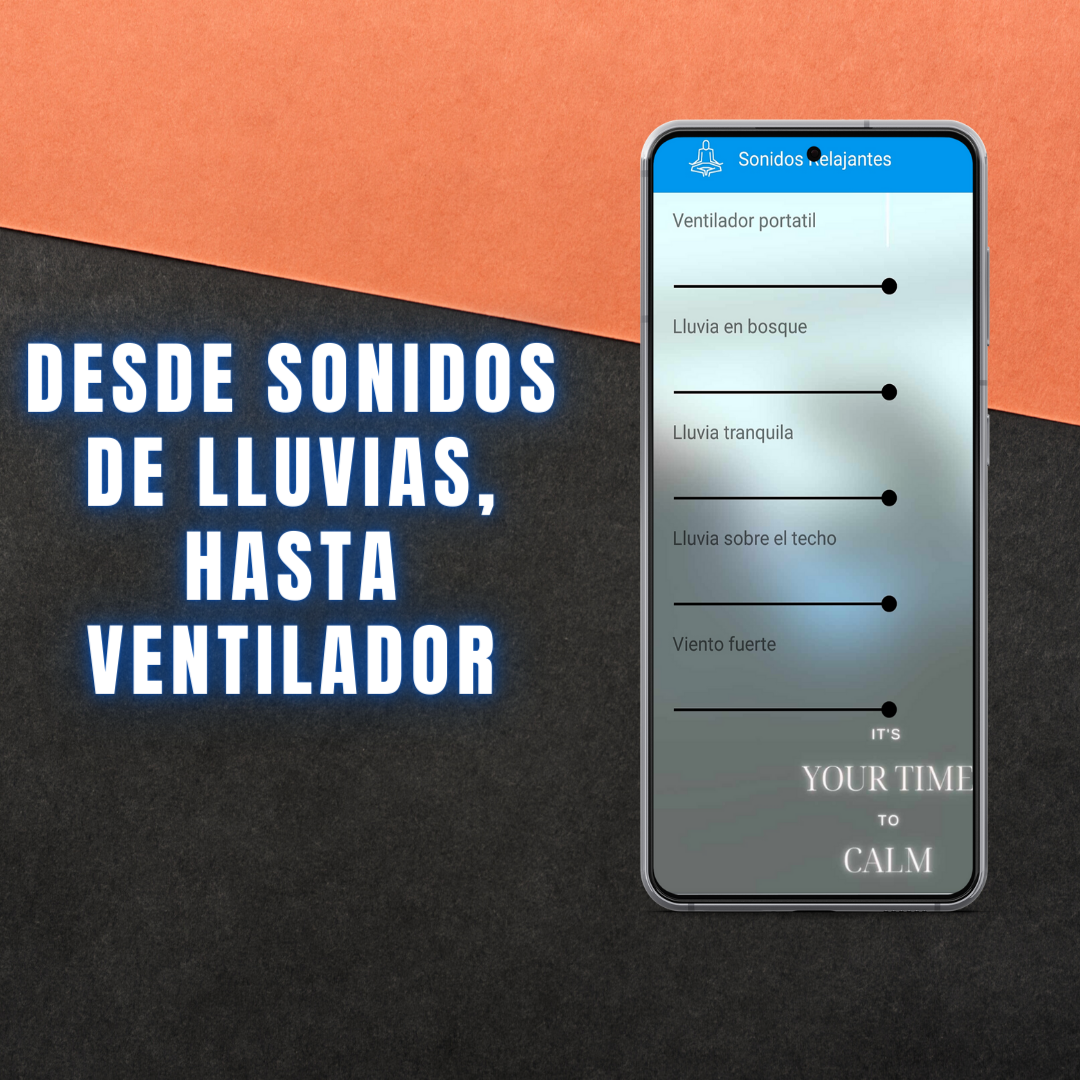 DESDE SONIDOS
DE LLUVIAS,
HASTA
VENTILADOR
Sonidos Relajantes
Ventilador portatil
Lluvia en bosque
Lluvia tranquila
Lluvia sobre el techo
Viento fuerte
IT'S
YOUR TIME
TO
CALM